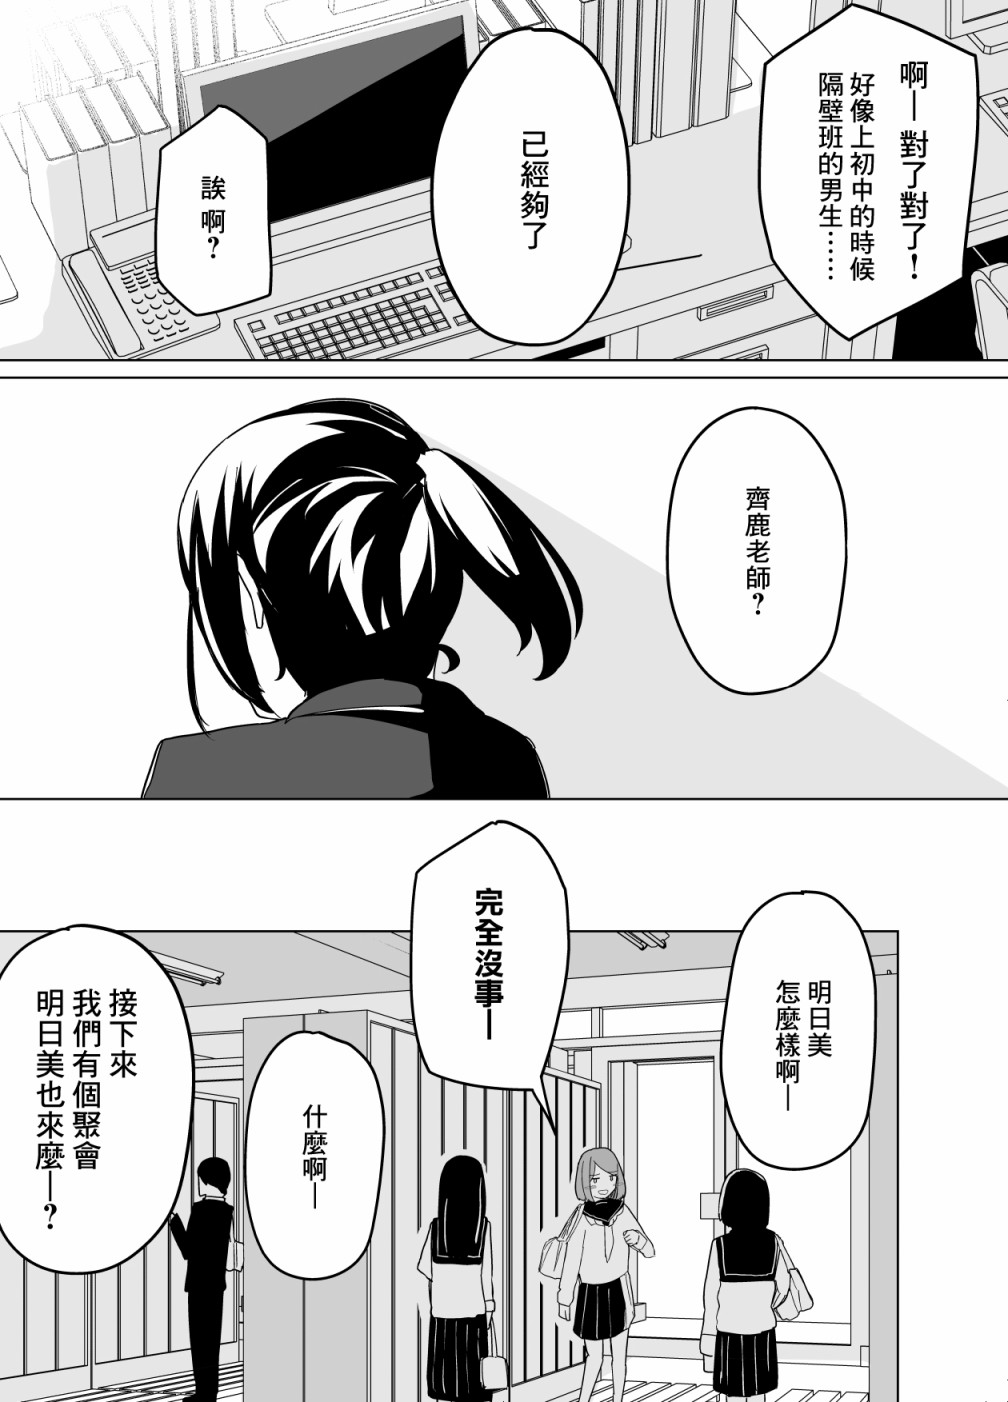 啊—對了對了！
好像上初中的時候
隔壁班的男生……
已經夠了
誒啊？
齊鹿老師？
明日美
怎麼樣啊—
完全沒事—
什麼啊—
接下來
我們有個聚會
明日美也來麼—？